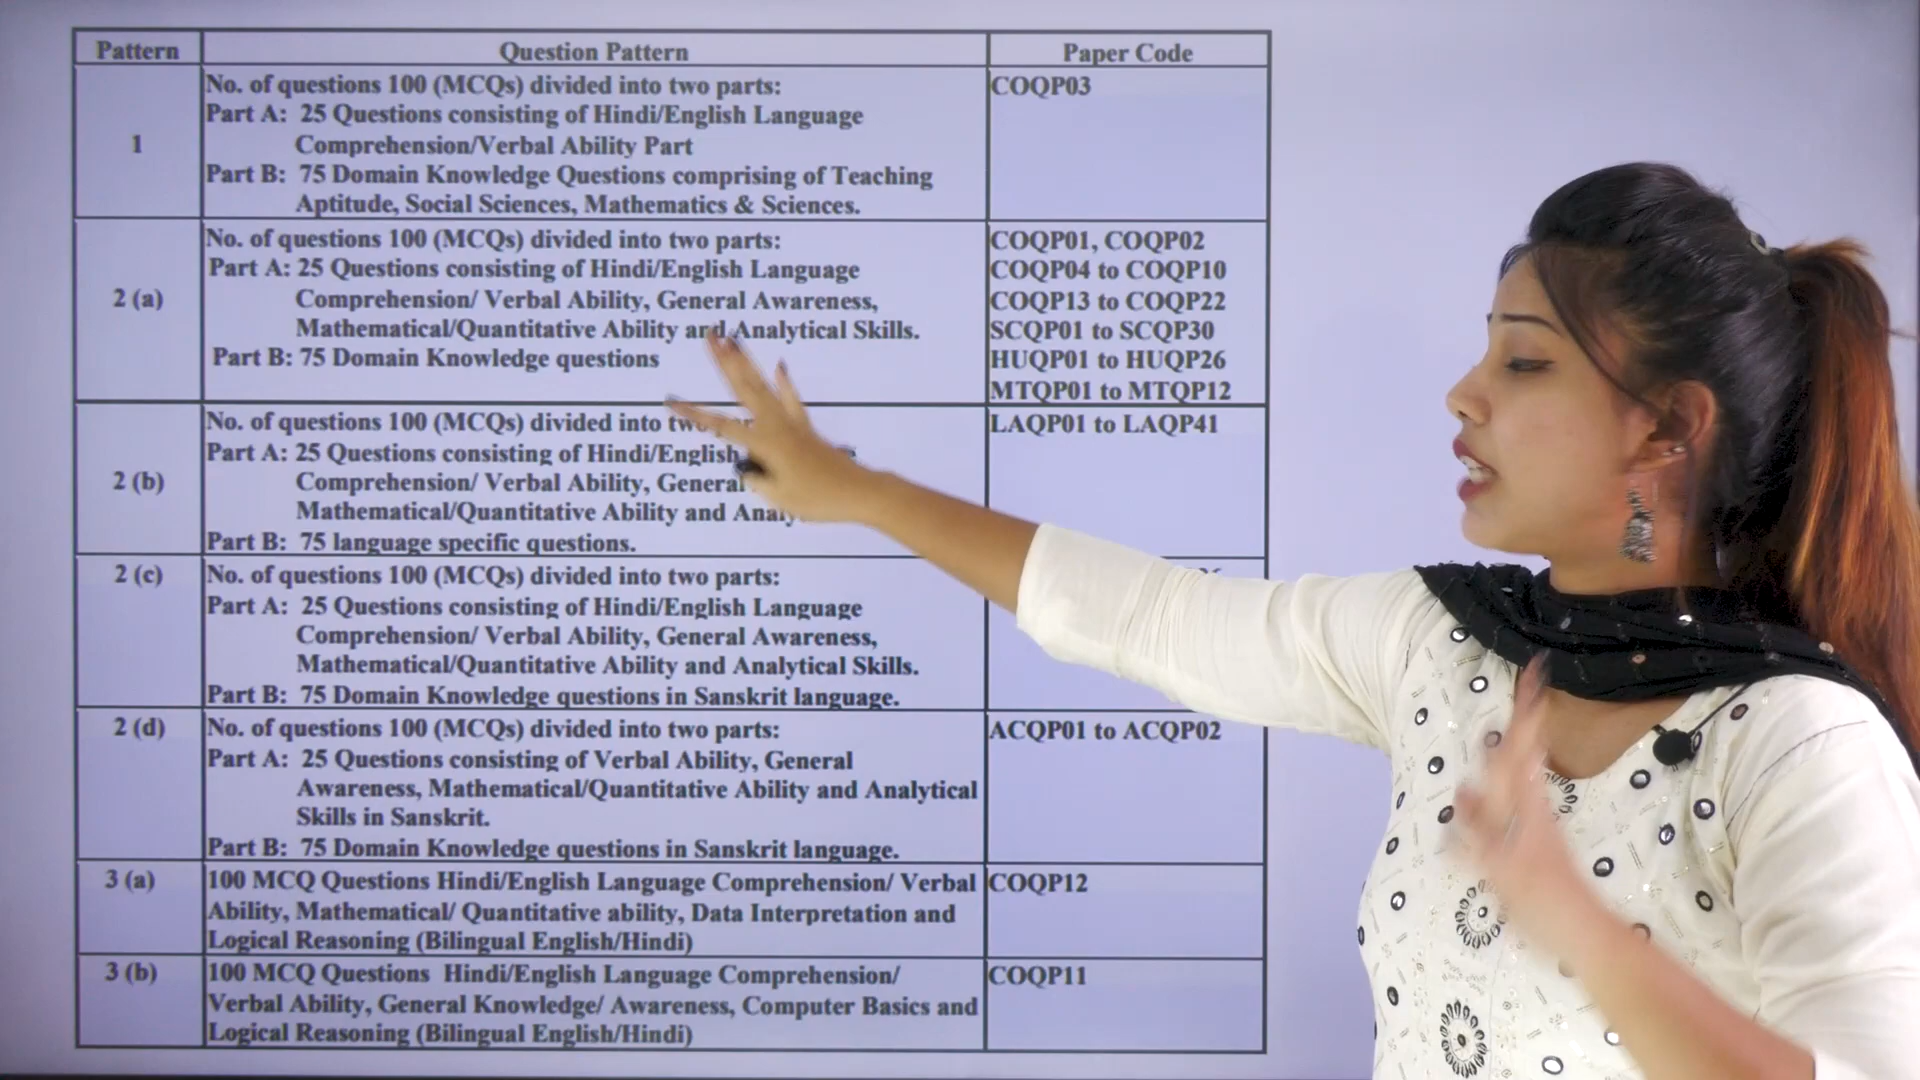 Pattern
Question Pattern
Paper Code
1
No. of questions 100 (MCQs) divided into two parts:
Part A: 25 Questions consisting of Hindi/English Language
Comprehension/Verbal Ability Part
Part B: 75 Domain Knowledge Questions comprising of Teaching
Aptitude, Social Sciences, Mathematics & Sciences.
COQP03
2 (a)
No. of questions 100 (MCQs) divided into two parts:
Part A: 25 Questions consisting of Hindi/English Language
Comprehension/ Verbal Ability, General Awareness,
Mathematical/Quantitative Ability and Analytical Skills.
Part B: 75 Domain Knowledge questions
COQP01, COQP02
COQP04 to COQP10
COQP13 to COQP22
SCQP01 to SCQP30
HUQP01 to HUQP26
MTQP01 to MTQP12
2 (b)
No. of questions 100 (MCQs) divided into two
Part A: 25 Questions consisting of Hindi/English
Comprehension/ Verbal Ability, General
Mathematical/Quantitative Ability and
Part B: 75 language specific questions.
LAQP01 to LAQP41
2 (c)
No. of questions 100 (MCQs) divided into two parts:
Part A: 25 Questions consisting of Hindi/English Language
Comprehension/ Verbal Ability, General Awareness,
Mathematical/Quantitative Ability and Analytical Skills.
Part B: 75 Domain Knowledge questions in Sanskrit language.
2 (d)
No. of questions 100 (MCQs) divided into two parts:
Part A: 25 Questions consisting of Verbal Ability, General
Awareness, Mathematical/Quantitative Ability and Analytical
Skills in Sanskrit.
Part B: 75 Domain Knowledge questions in Sanskrit language.
ACQP01 to ACQP02
3 (a)
100 MCQ Questions Hindi/English Language Comprehension/ Verbal
Ability, Mathematical/ Quantitative ability, Data Interpretation and
Logical Reasoning (Bilingual English/Hindi)
COQP12
3 (b)
100 MCQ Questions Hindi/English Language Comprehension/
Verbal Ability, General Knowledge/ Awareness, Computer Basics and
Logical Reasoning (Bilingual English/Hindi)
COQP11